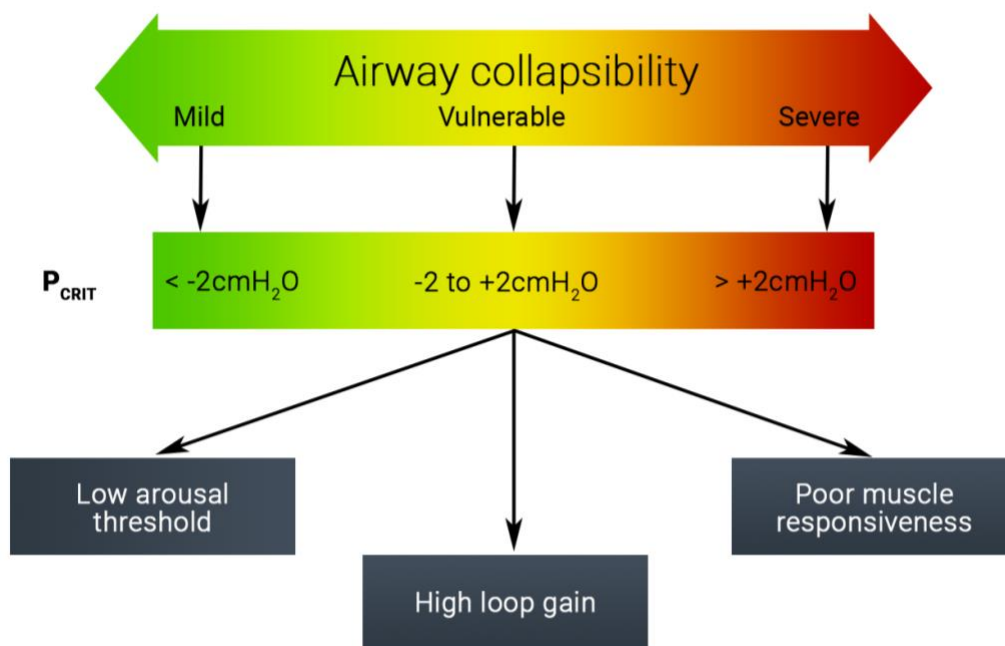 Airway collapsibility
Mild Vulnerable Severe
P_CRIT < -2cmH₂O -2 to +2cmH₂O > +2cmH₂O
Low arousal
threshold
Poor muscle
responsiveness
High loop gain